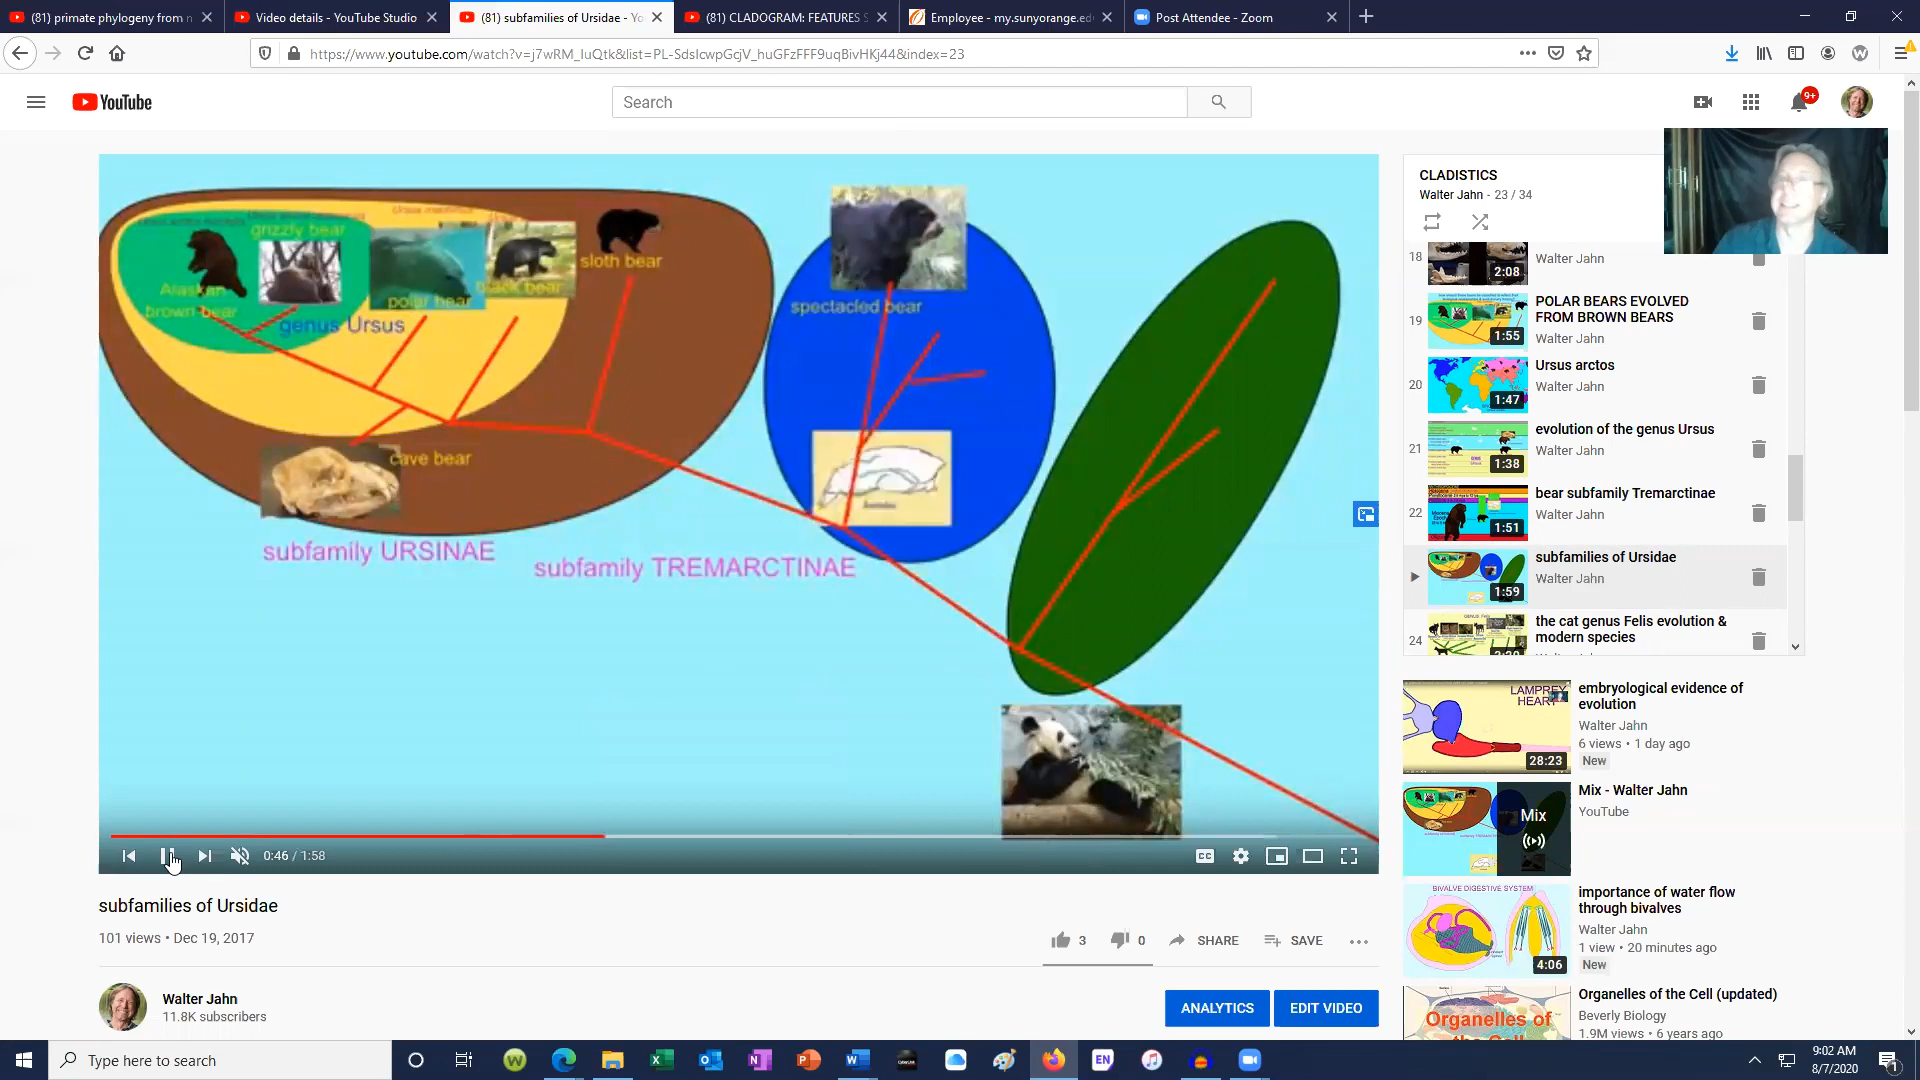 (81) primate phylogeny from n
Video details - YouTube Studio
(81) subfamilies of Ursidae - Yo
(81) CLADOGRAM: FEATURES S
Employee - my.sunyorange.ed
Post Attendee - Zoom
https://www.youtube.com/watch?v=j7wRM_IuQtk&list=PL-SdsIcwpGcjV_huGFzFFF9uqBivHKj44&index=23
YouTube
Search
9+
grizzly bear
Alaskan
brown bear
polar bear
black bear
sloth bear
genus Ursus
cave bear
spectacled bear
subfamily URSINAE
subfamily TREMARCTINAE
0:46 / 1:58
CC
subfamilies of Ursidae
101 views • Dec 19, 2017
3
0
SHARE
SAVE
Walter Jahn
11.8K subscribers
ANALYTICS
EDIT VIDEO
CLADISTICS
Walter Jahn - 23 / 34
18
2:08
Walter Jahn
19
1:55
POLAR BEARS EVOLVED
FROM BROWN BEARS
Walter Jahn
20
1:47
Ursus arctos
Walter Jahn
21
1:38
evolution of the genus Ursus
Walter Jahn
22
1:51
bear subfamily Tremarctinae
Walter Jahn
1:59
subfamilies of Ursidae
Walter Jahn
24
the cat genus Felis evolution &
modern species
LAMPREY
HEART
28:23
embryological evidence of
evolution
Walter Jahn
6 views • 1 day ago
New
Mix
Mix - Walter Jahn
YouTube
BIVALVE DIGESTIVE SYSTEM
4:06
importance of water flow
through bivalves
Walter Jahn
1 view • 20 minutes ago
New
Organelles of
Organelles of the Cell (updated)
Beverly Biology
1.9M views • 6 years ago
Type here to search
EN
9:02 AM
8/7/2020
1